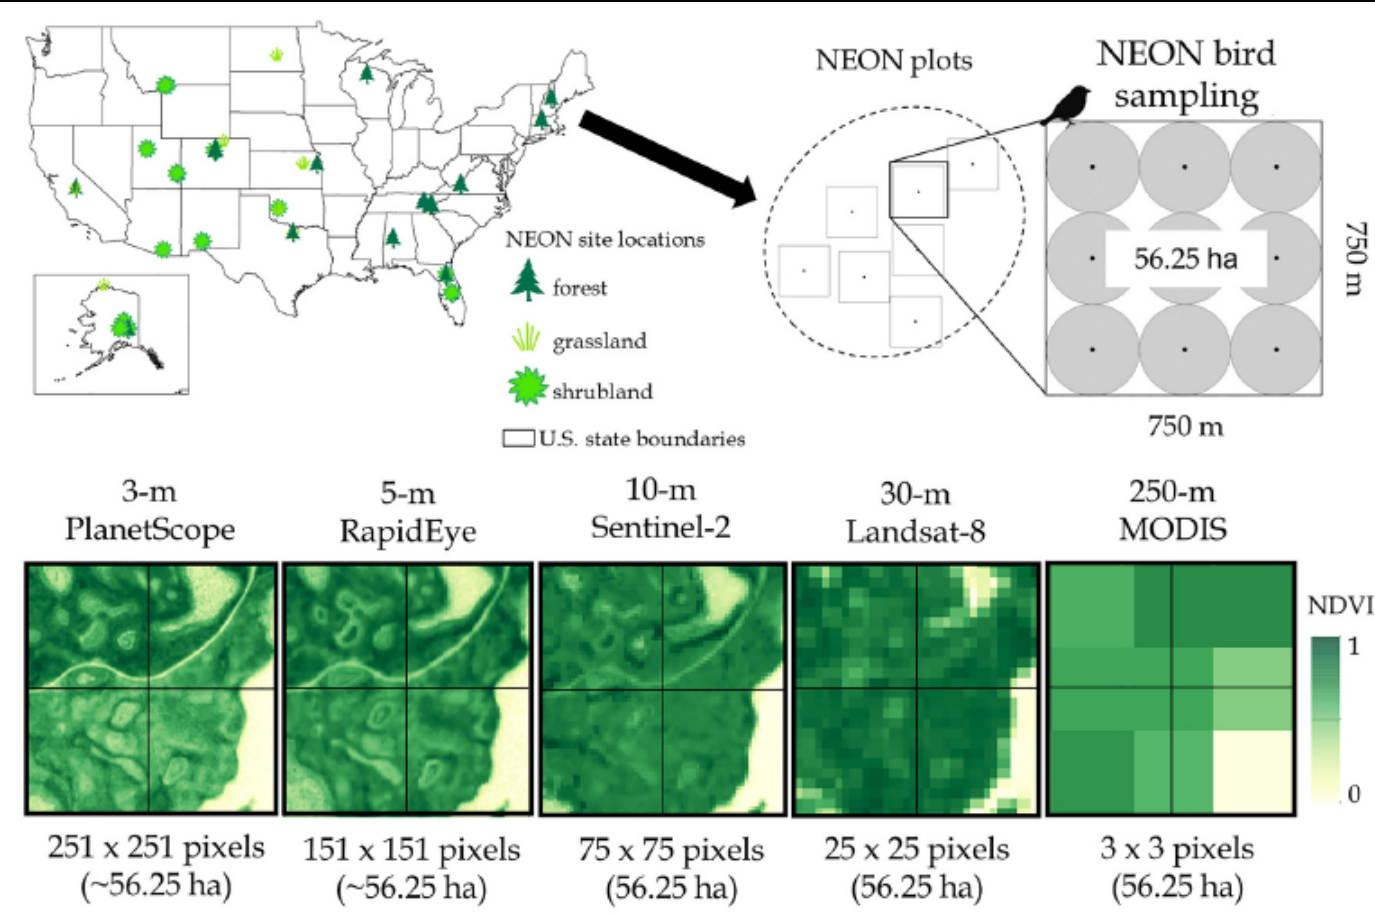 NEON plots
NEON bird
sampling
56.25 ha
750 m
750 m
NEON site locations
forest
grassland
shrubland
U.S. state boundaries
3-m
PlanetScope
5-m
RapidEye
10-m
Sentinel-2
30-m
Landsat-8
250-m
MODIS
NDVI
1
0
251 x 251 pixels
(~56.25 ha)
151 x 151 pixels
(~56.25 ha)
75 x 75 pixels
(56.25 ha)
25 x 25 pixels
(56.25 ha)
3 x 3 pixels
(56.25 ha)